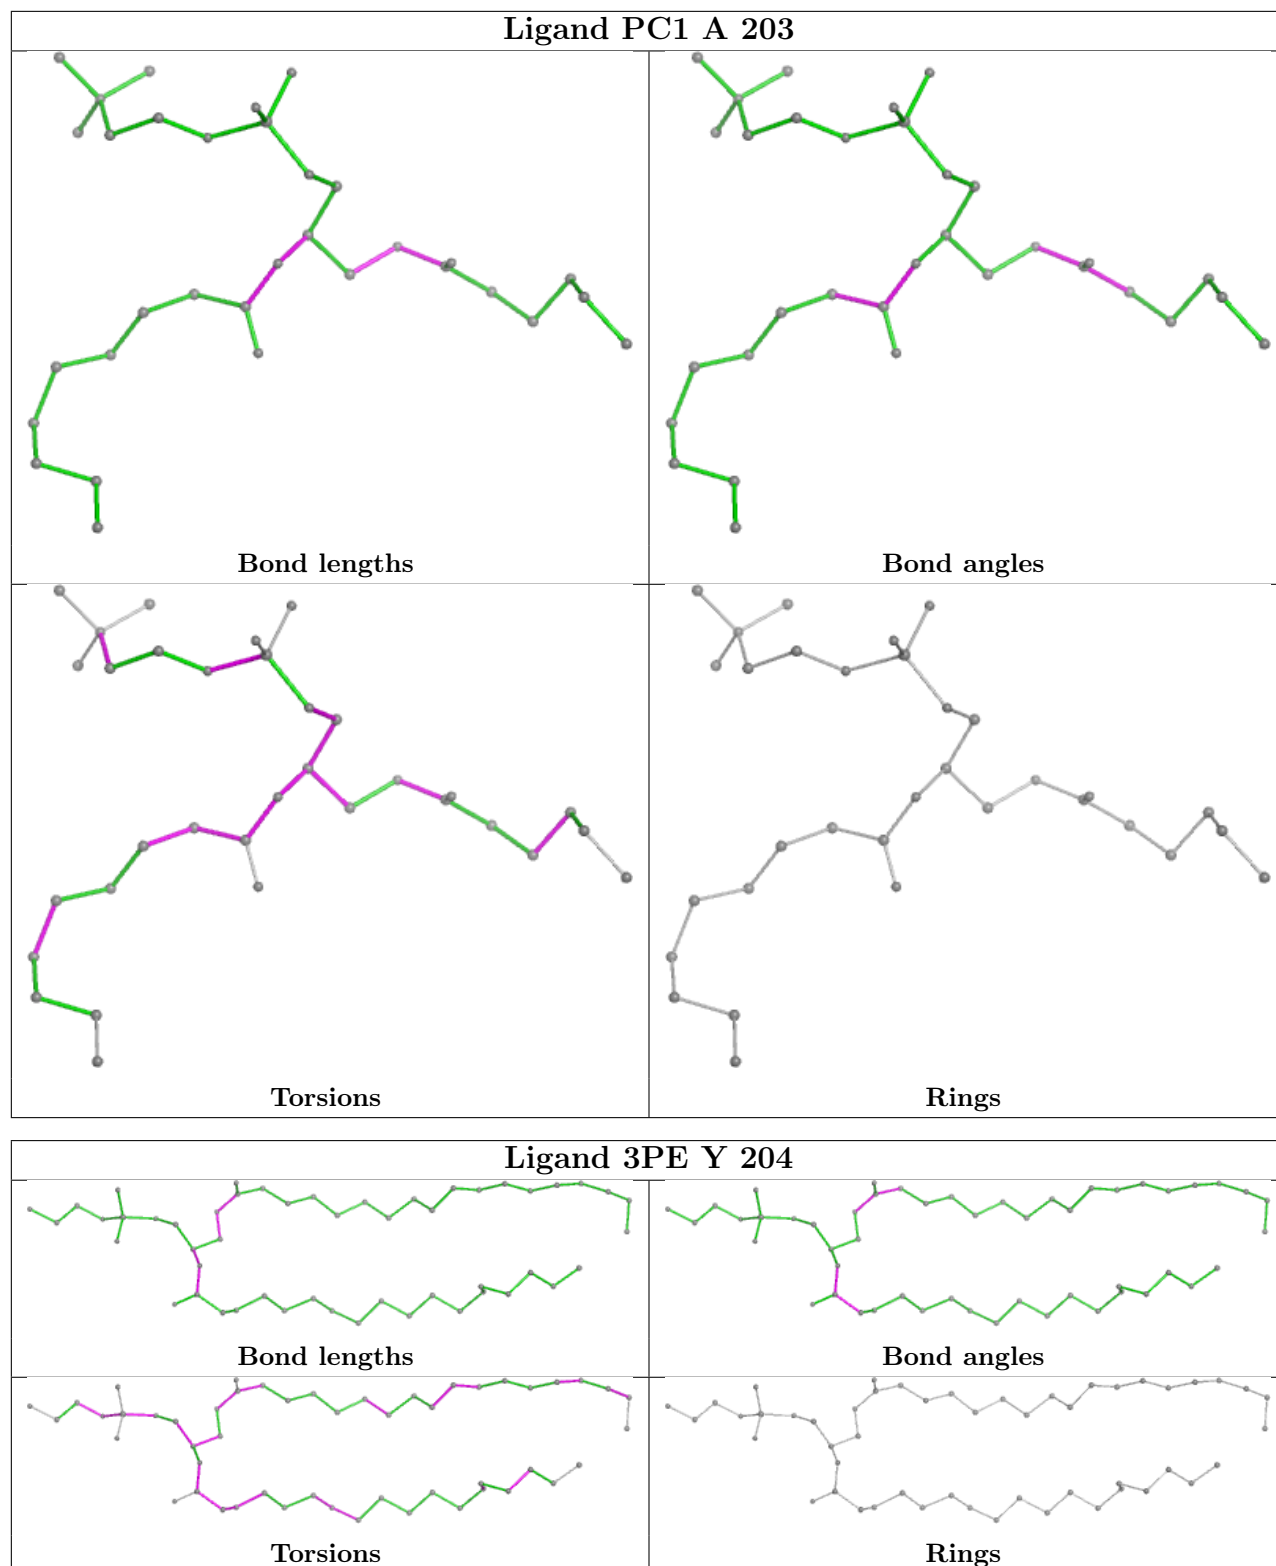 Ligand PC1 A 203
Bond lengths
Bond angles
Torsions
Rings
Ligand 3PE Y 204
Bond lengths
Bond angles
Torsions
Rings